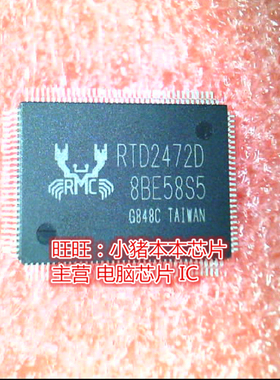 RTD2472D
RMC
8BE58S5
G848C TAIWAN
旺旺：小猪本本芯片
主营 电脑芯片 IC